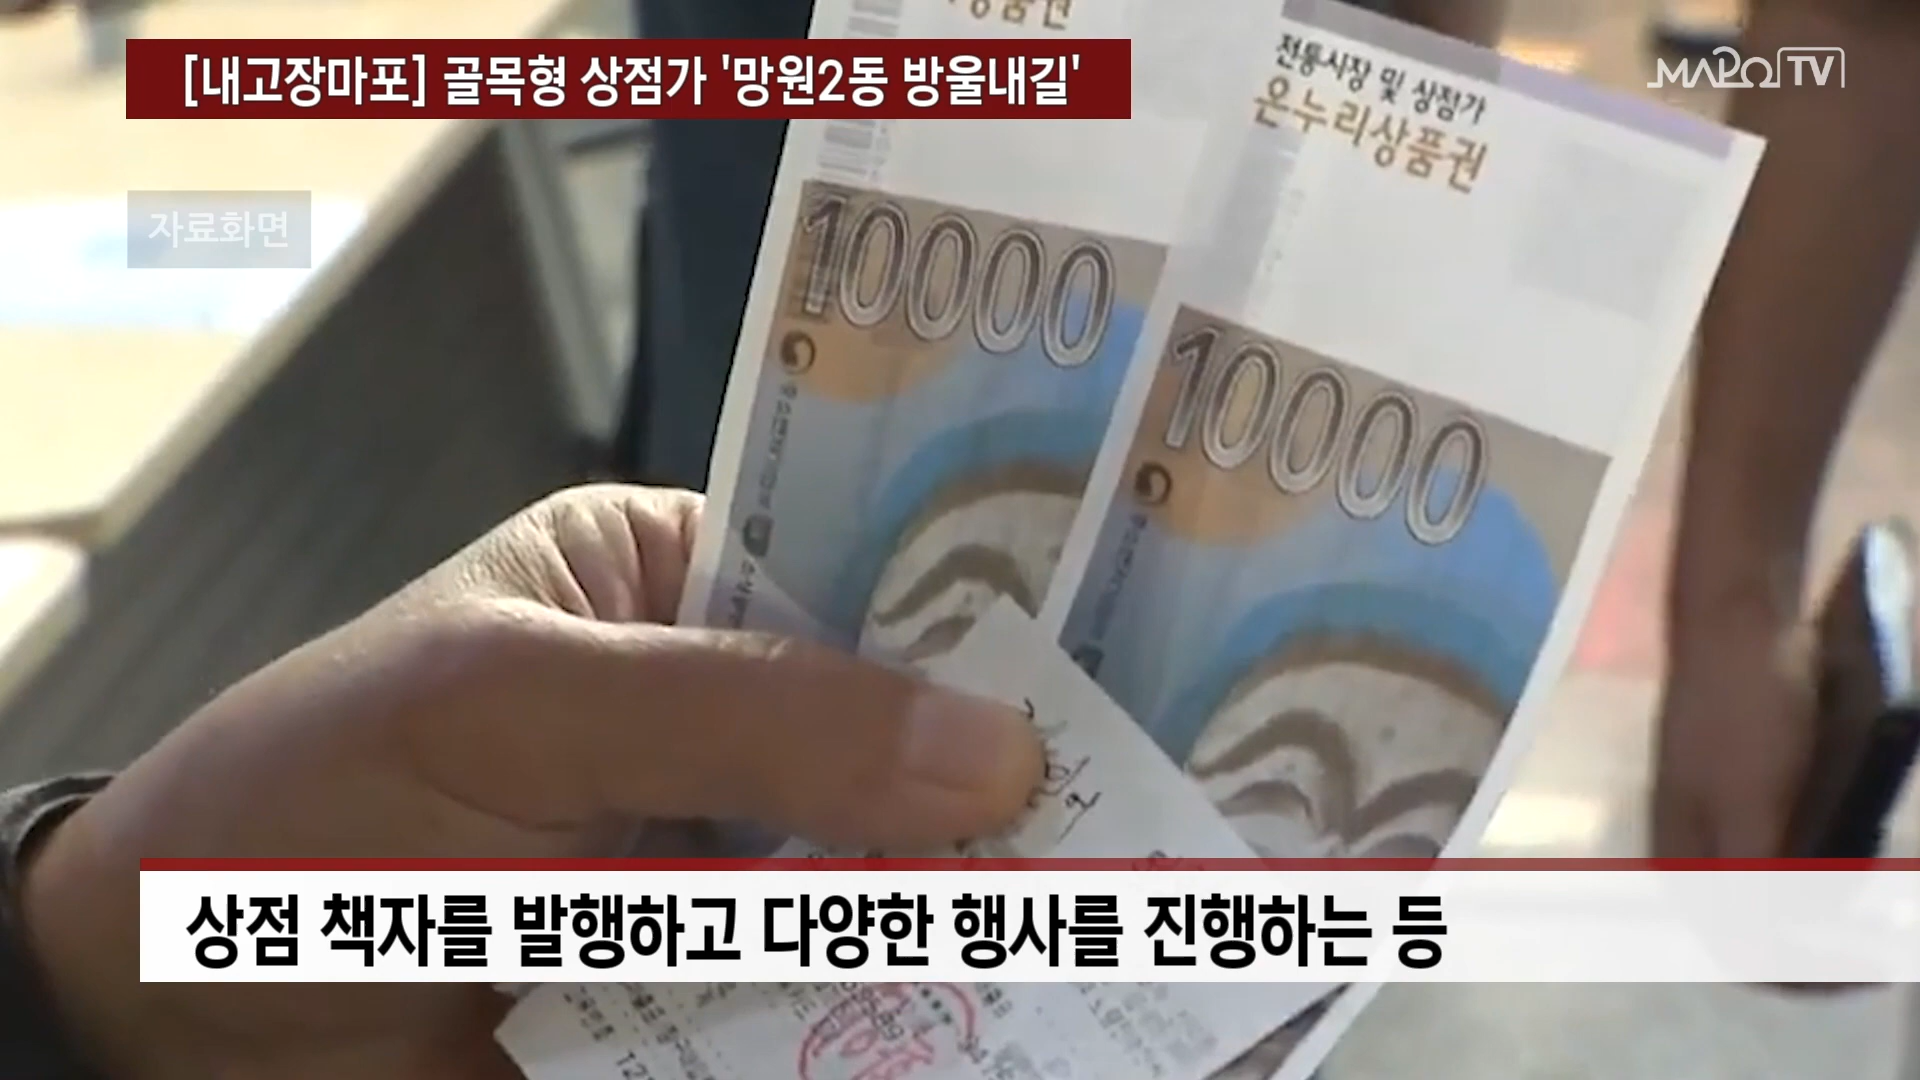 [내고장마포] 골목형 상점가 '망원2동 방울내길'
MAPO TV
자료화면
상품권
전통시장 및 상점가
온누리상품권
10000
10000
상점 책자를 발행하고 다양한 행사를 진행하는 등